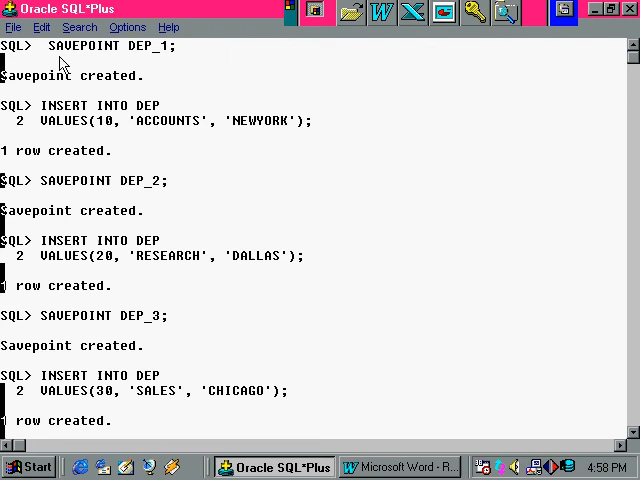 Oracle SQL*Plus
File Edit Search Options Help
SQL>  SAVEPOINT DEP_1;
Savepoint created.
SQL> INSERT INTO DEP
  2  VALUES(10, 'ACCOUNTS', 'NEWYORK');
1 row created.
SQL> SAVEPOINT DEP_2;
Savepoint created.
SQL> INSERT INTO DEP
  2  VALUES(20, 'RESEARCH', 'DALLAS');
1 row created.
SQL> SAVEPOINT DEP_3;
Savepoint created.
SQL> INSERT INTO DEP
  2  VALUES(30, 'SALES', 'CHICAGO');
1 row created.
Start Oracle SQL*Plus Microsoft Word - R... 4:58 PM